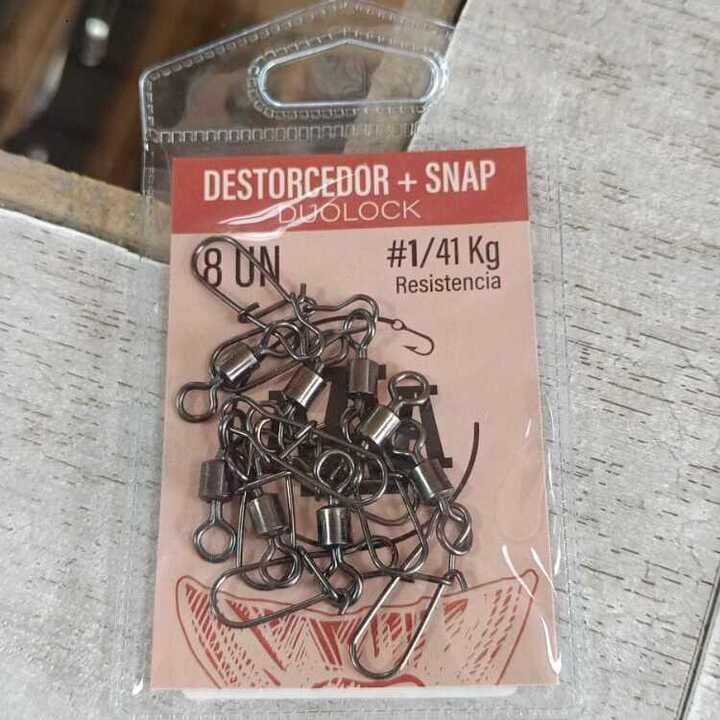 DESTORCEDOR + SNAP
DUOLOCK
8 UN
#1/41 Kg
Resistencia